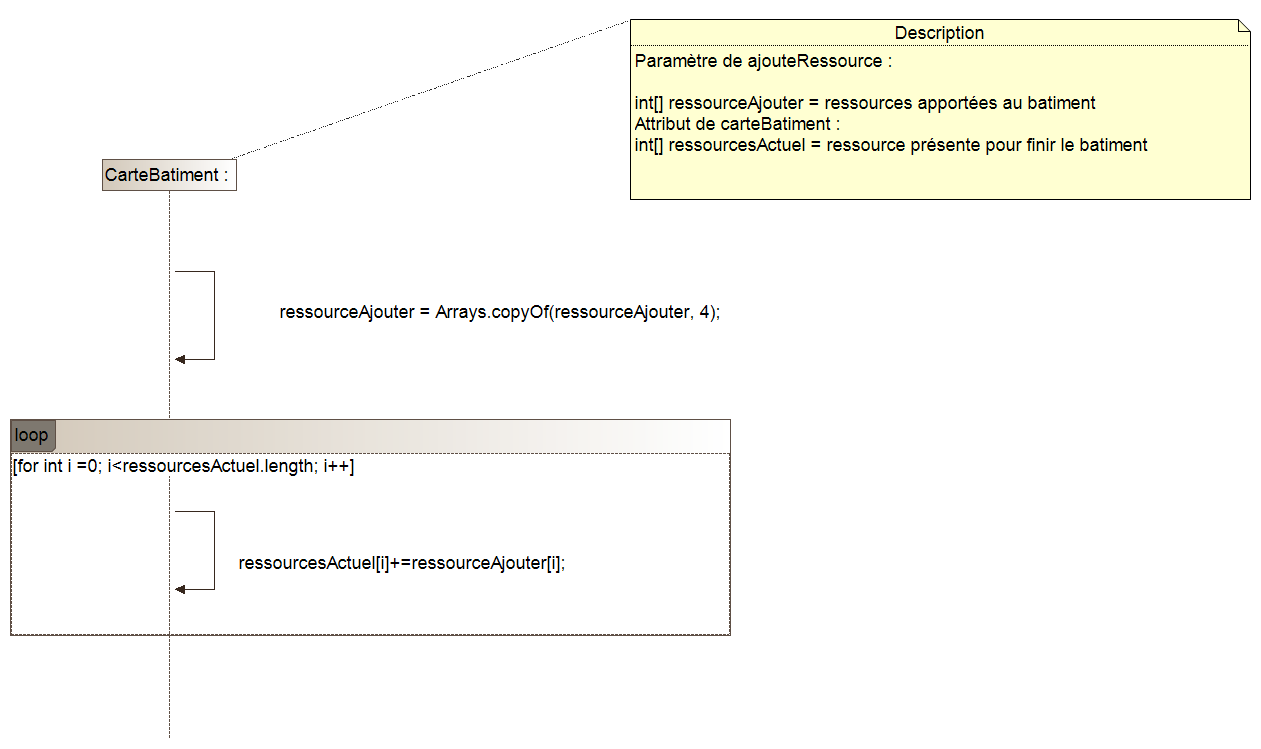 Description
Paramètre de ajouteRessource :
int[] ressourceAjouter = ressources apportées au batiment
Attribut de carteBatiment :
int[] ressourcesActuel = ressource présente pour finir le batiment
CarteBatiment :
ressourceAjouter = Arrays.copyOf(ressourceAjouter, 4);
loop
[for int i =0; i<ressourcesActuel.length; i++]
ressourcesActuel[i]+=ressourceAjouter[i];